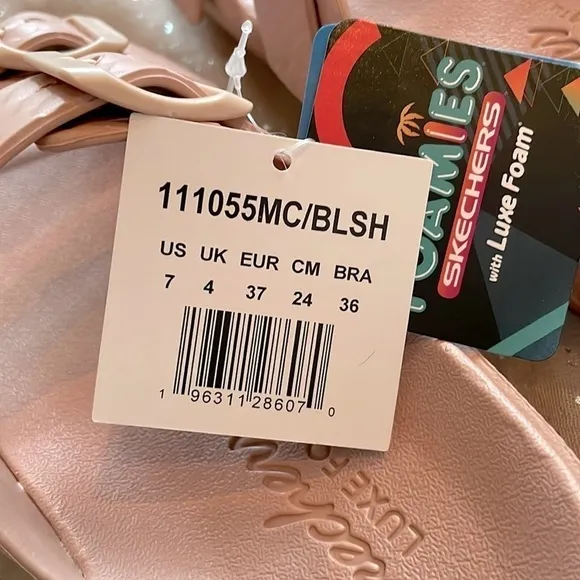 111055MC/BLSH
US UK EUR CM BRA
7 4 37 24 36
1 96311 28607 0
FOAMIES
SKECHERS
with Luxe Foam
Skechers
LUXE